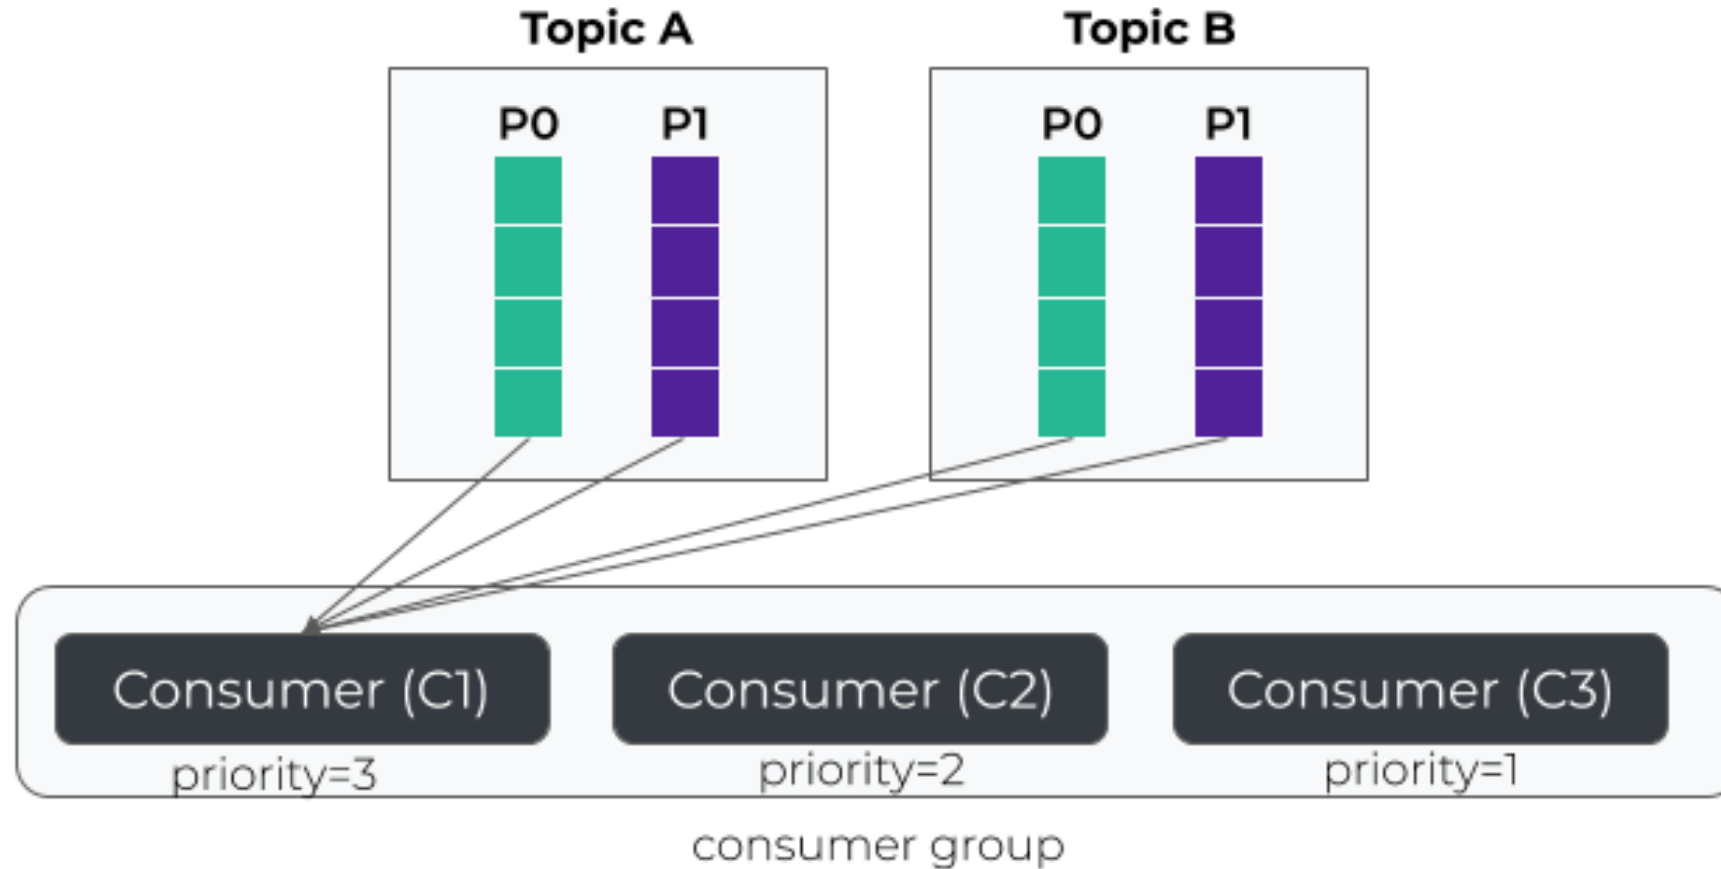 Topic A
Topic B
P0
P1
P0
P1
Consumer (C1)
Consumer (C2)
Consumer (C3)
priority=3
priority=2
priority=1
consumer group